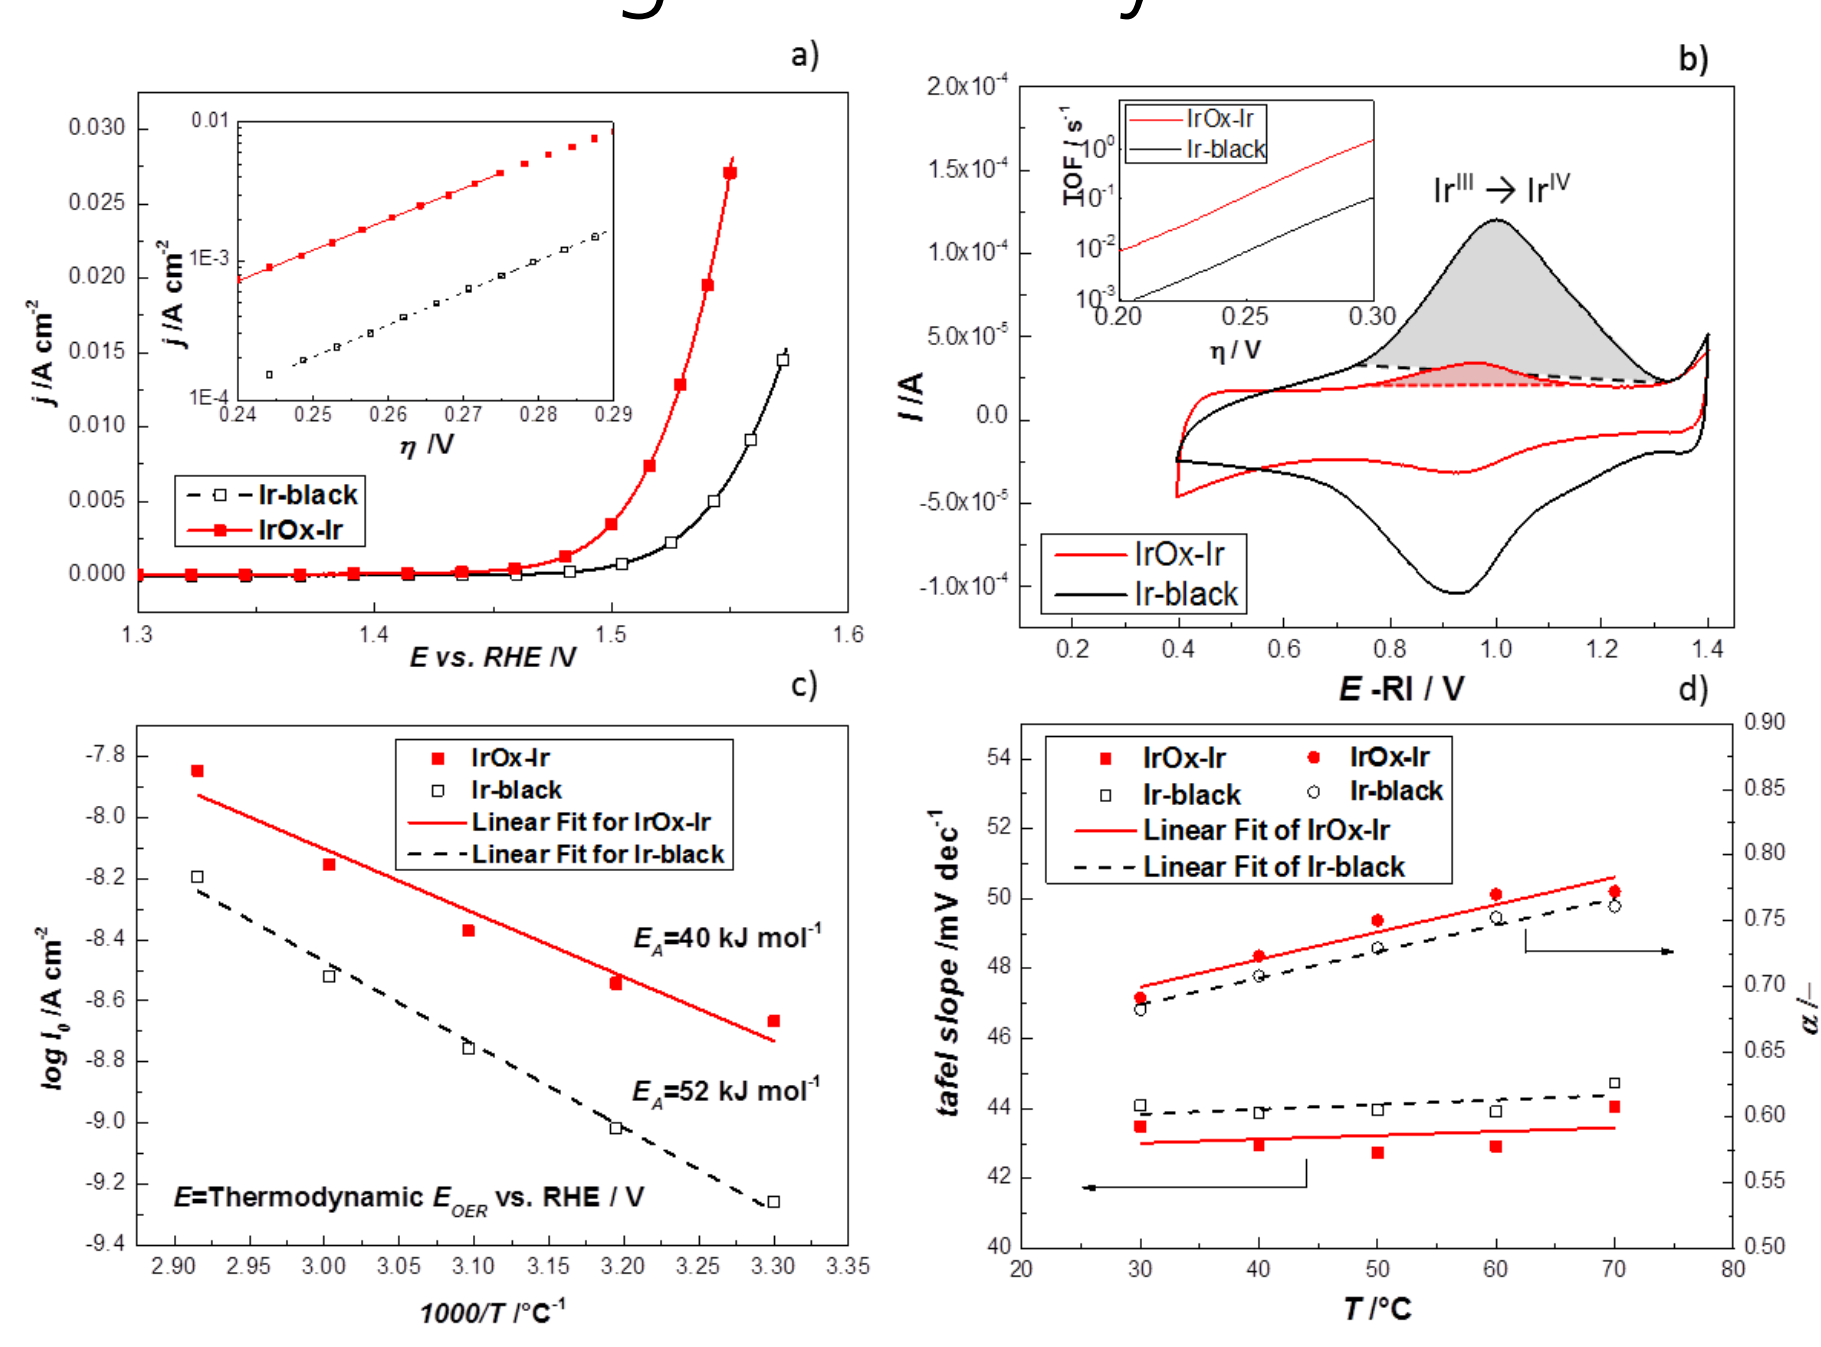 a)
0.030
0.025
0.020
0.015
0.010
0.005
0.000
1.3
1.4
1.5
1.6
j /A cm-2
E vs. RHE /V
0.01
1E-3
1E-4
0.24
0.25
0.26
0.27
0.28
0.29
j /A cm-2
η /V
Ir-black
IrOx-Ir
b)
2.0x10-4
1.5x10-4
1.0x10-4
5.0x10-5
0.0
-5.0x10-5
-1.0x10-4
0.2
0.4
0.6
0.8
1.0
1.2
1.4
I /A
E -RI / V
IrIII → IrIV
IrOx-Ir
Ir-black
100
10-1
10-2
10-3
0.20
0.25
0.30
TOF / s-1
η / V
IrOx-Ir
Ir-black
c)
-7.8
-8.0
-8.2
-8.4
-8.6
-8.8
-9.0
-9.2
-9.4
2.90
2.95
3.00
3.05
3.10
3.15
3.20
3.25
3.30
3.35
log I0 /A cm-2
1000/T /°C-1
IrOx-Ir
Ir-black
Linear Fit for IrOx-Ir
Linear Fit for Ir-black
EA=40 kJ mol-1
EA=52 kJ mol-1
E=Thermodynamic EOER vs. RHE / V
d)
54
52
50
48
46
44
42
40
20
30
40
50
60
70
80
0.90
0.85
0.80
0.75
0.70
0.65
0.60
0.55
0.50
tafel slope /mV dec-1
T /°C
α /–
IrOx-Ir
IrOx-Ir
Ir-black
Ir-black
Linear Fit of IrOx-Ir
Linear Fit of Ir-black